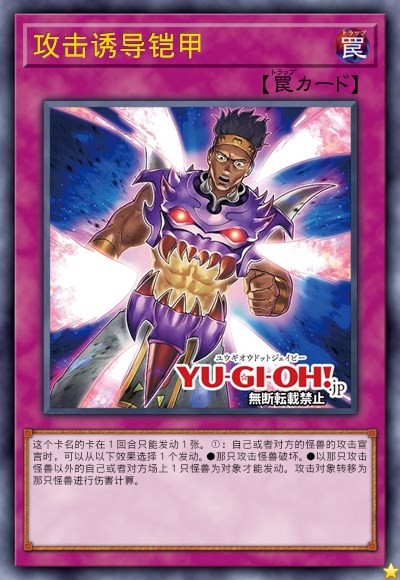 攻击诱导铠甲
トラップ
罠
トラップ
【罠カード】
ユウギオウドットジェイピー
YU-GI-OH!.jp
無断転載禁止
这个卡名的卡在1回合只能发动1张。①：自己或者对方的怪兽的攻击宣
言时，可以从以下效果选择1个发动。●那只攻击怪兽破坏。●以那只攻击
怪兽以外的自己或者对方场上1只怪兽为对象才能发动。攻击对象转移为
那只怪兽进行伤害计算。